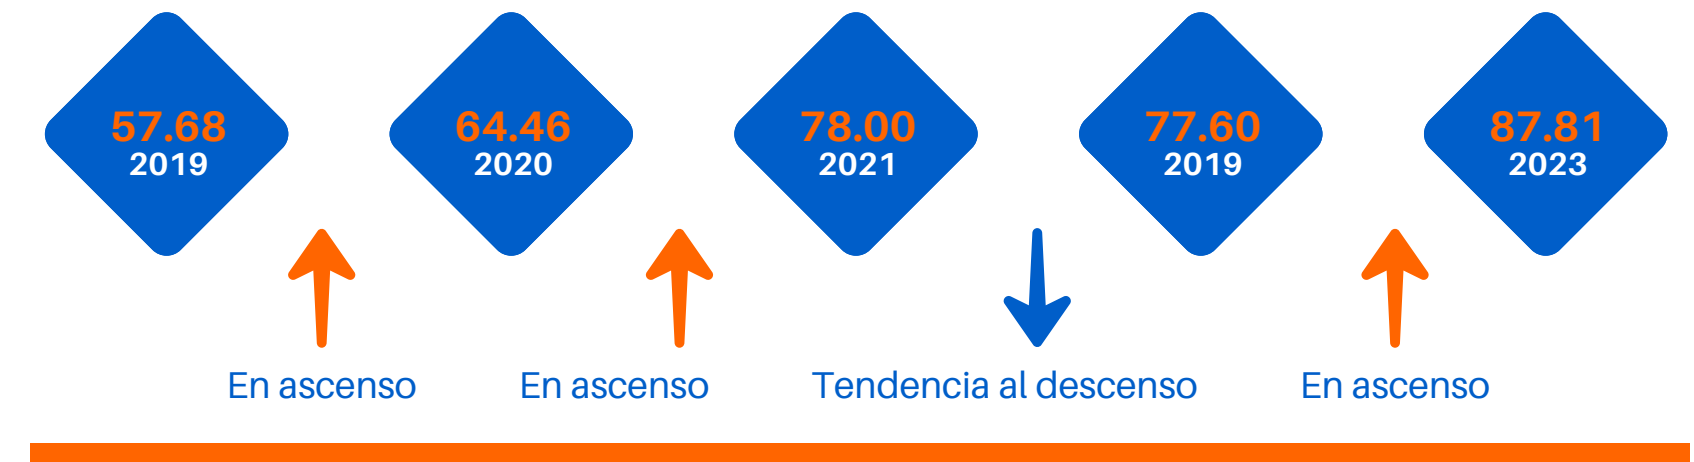 57.68
2019
64.46
2020
78.00
2021
77.60
2019
87.81
2023
En ascenso
En ascenso
Tendencia al descenso
En ascenso